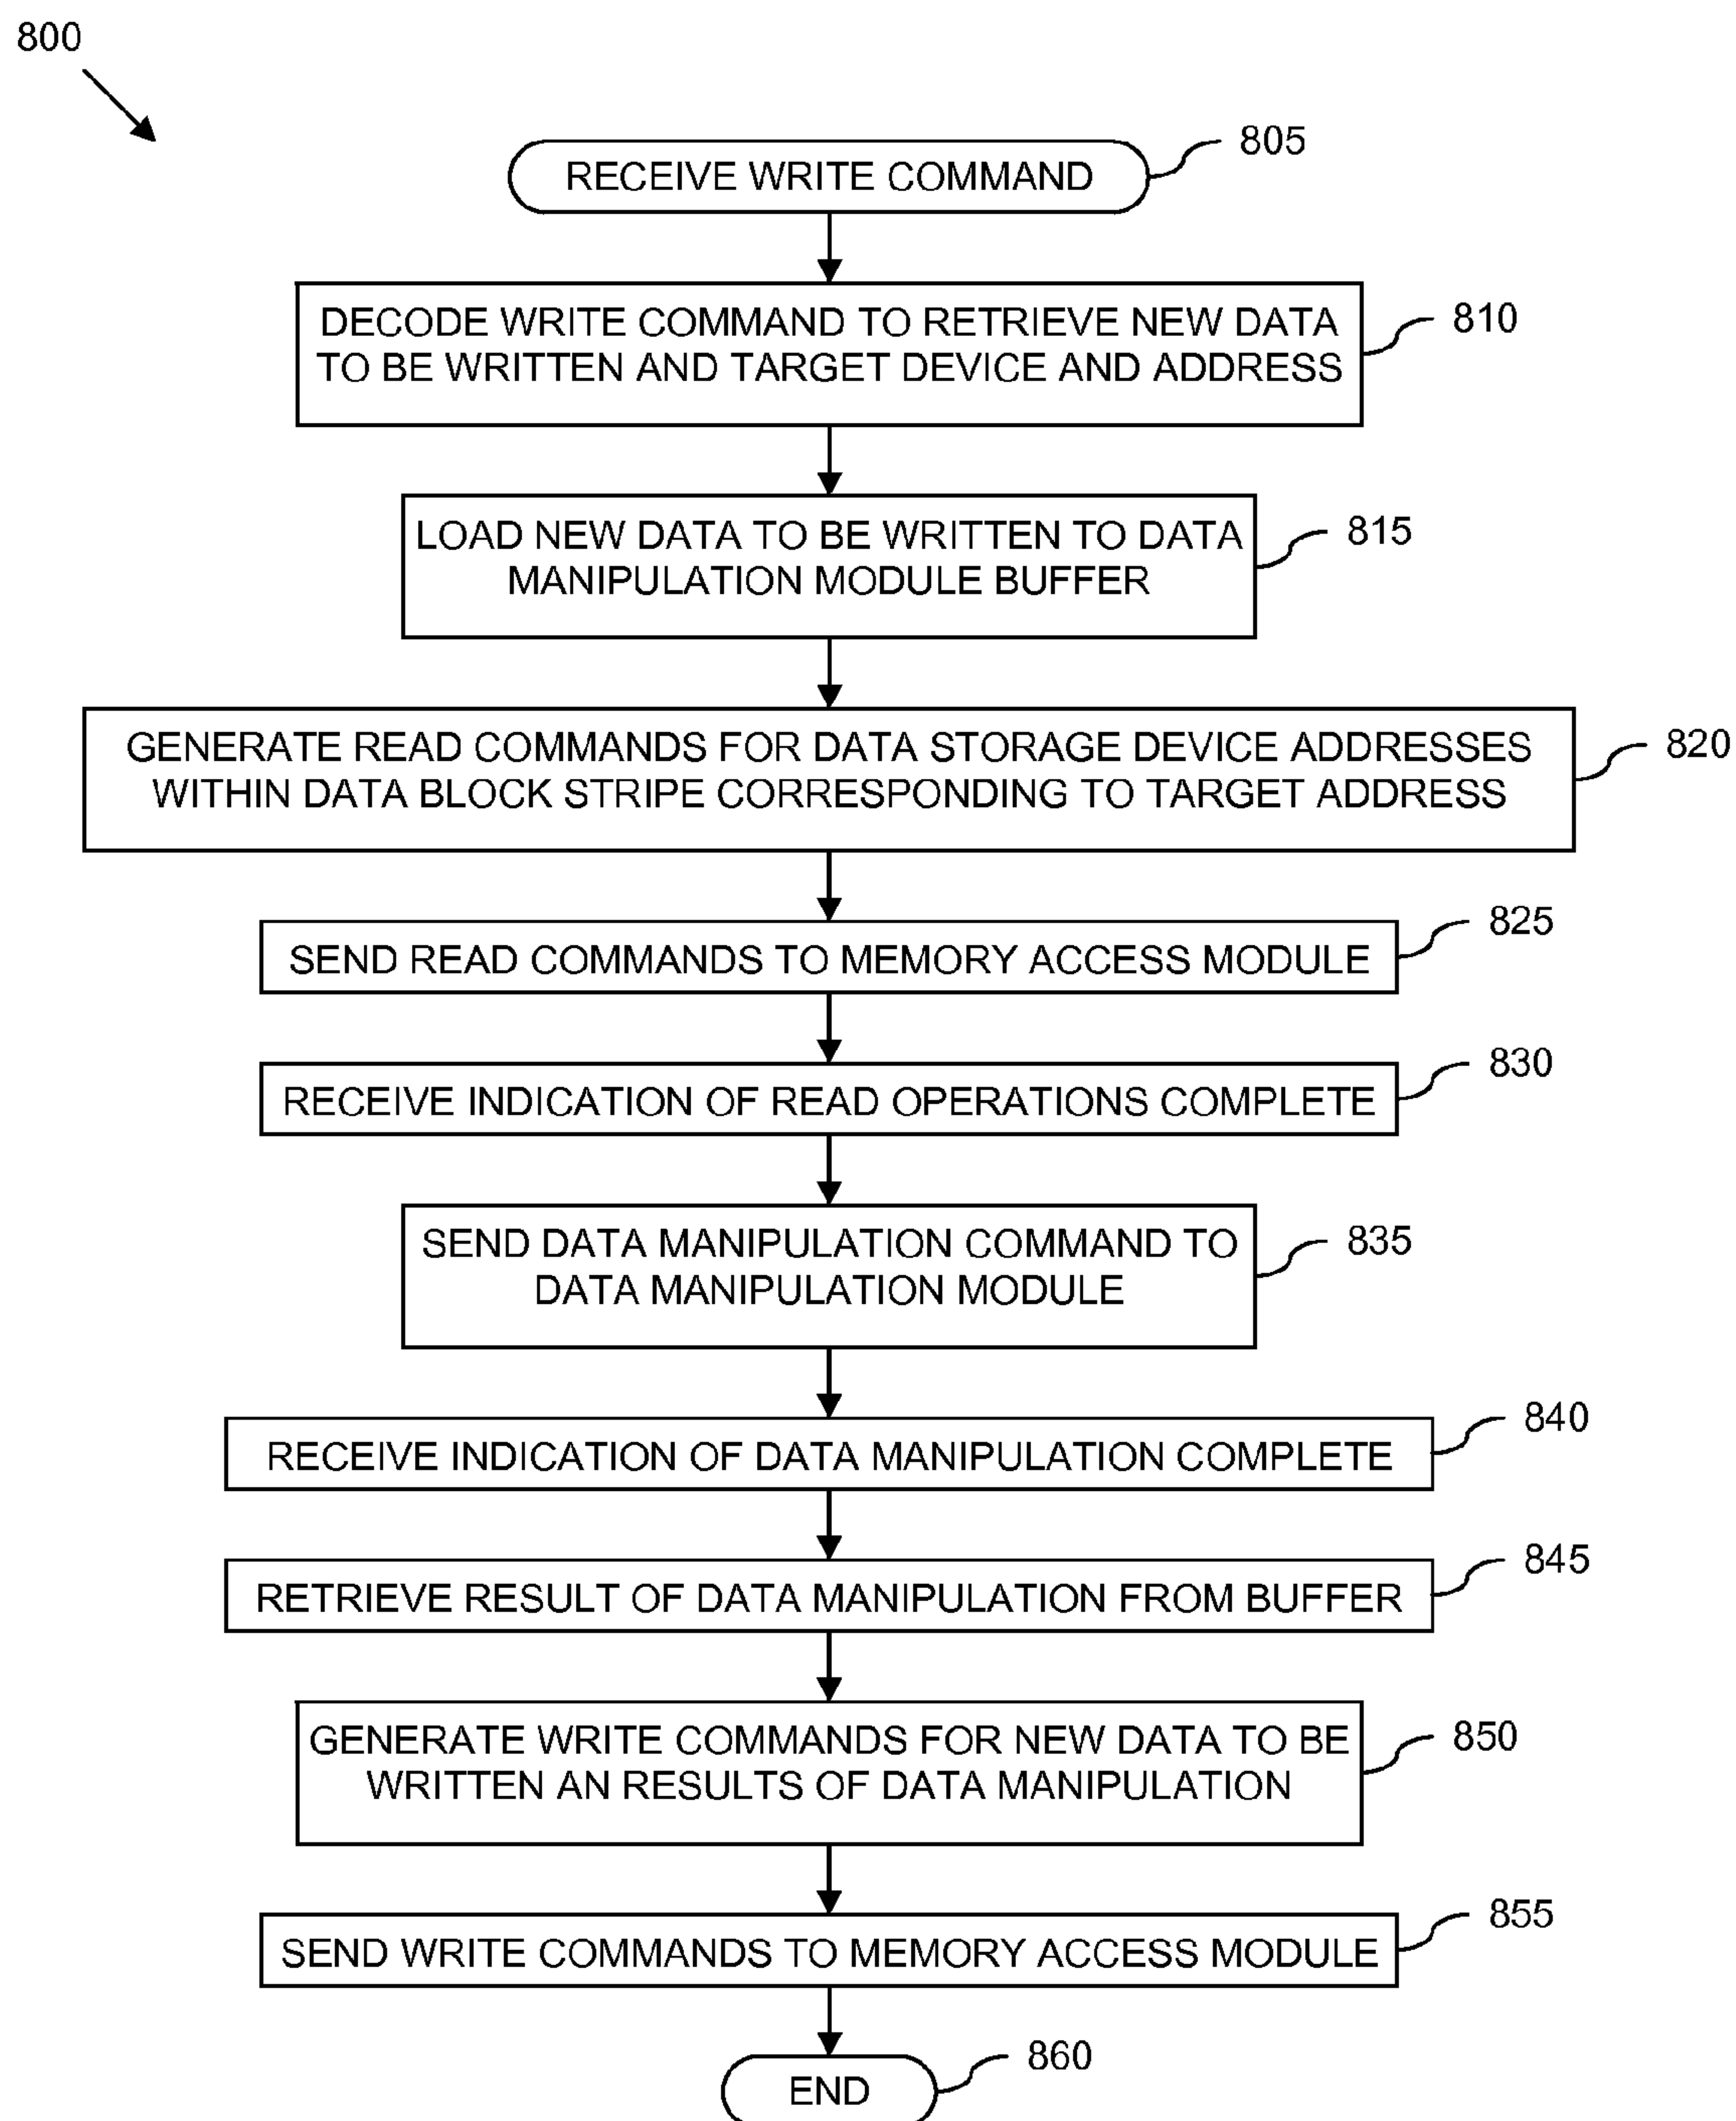 800
RECEIVE WRITE COMMAND
805
DECODE WRITE COMMAND TO RETRIEVE NEW DATA
TO BE WRITTEN AND TARGET DEVICE AND ADDRESS
810
LOAD NEW DATA TO BE WRITTEN TO DATA
MANIPULATION MODULE BUFFER
815
GENERATE READ COMMANDS FOR DATA STORAGE DEVICE ADDRESSES
WITHIN DATA BLOCK STRIPE CORRESPONDING TO TARGET ADDRESS
820
SEND READ COMMANDS TO MEMORY ACCESS MODULE
825
RECEIVE INDICATION OF READ OPERATIONS COMPLETE
830
SEND DATA MANIPULATION COMMAND TO
DATA MANIPULATION MODULE
835
RECEIVE INDICATION OF DATA MANIPULATION COMPLETE
840
RETRIEVE RESULT OF DATA MANIPULATION FROM BUFFER
845
GENERATE WRITE COMMANDS FOR NEW DATA TO BE
WRITTEN AN RESULTS OF DATA MANIPULATION
850
SEND WRITE COMMANDS TO MEMORY ACCESS MODULE
855
END
860